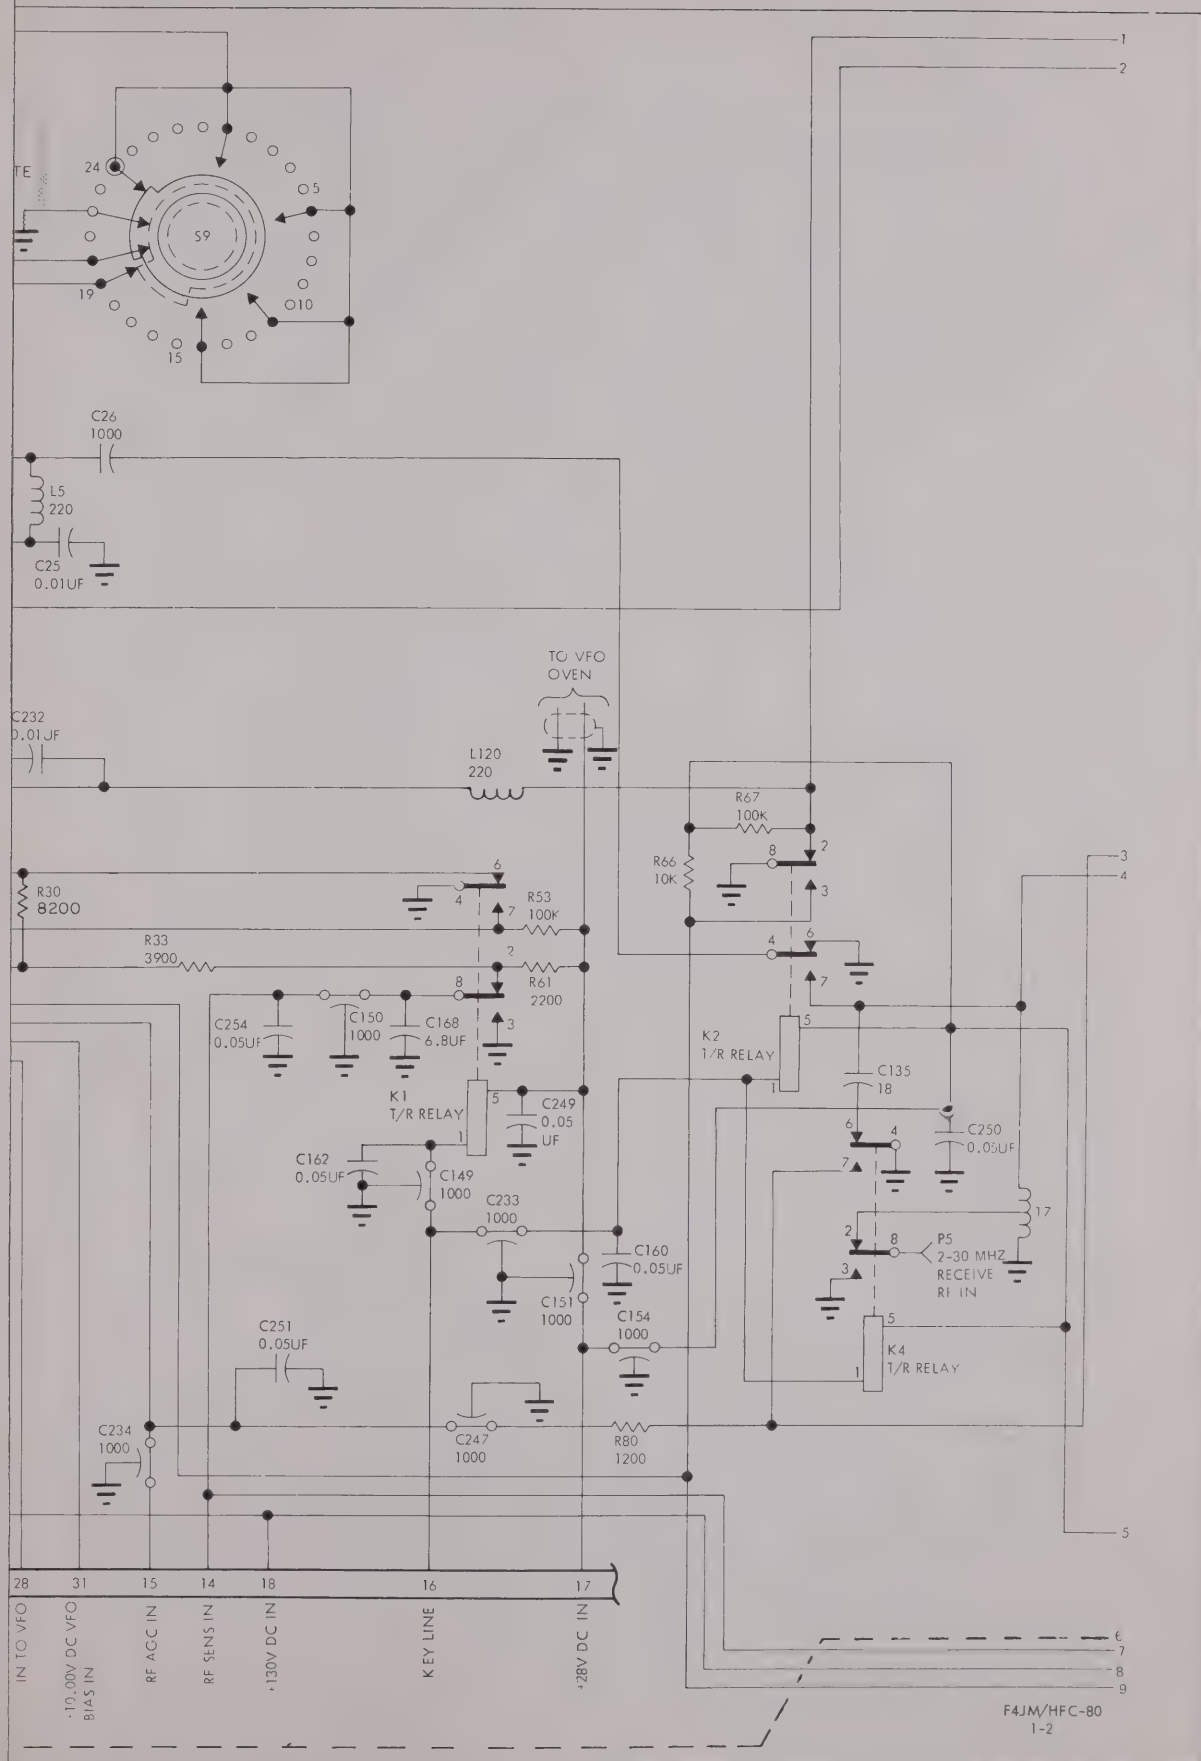 1
2
24
TE
5
S9
19
10
15
C26
1000
L5
220
C25
0.01UF
TO VFO
OVEN
C232
0.01UF
L120
220
R67
100K
2
8
R66
10K
3
3
4
6
R30
8200
4
7
R53
100K
6
4
R33
3900
2
R61
2200
7
8
C254
0.05UF
C150
1000
C168
6.8UF
3
K2
T/R RELAY
5
1
C135
18
K1
T/R RELAY
5
1
C249
0.05
UF
6
4
C250
0.05UF
7
C162
0.05UF
C149
1000
C233
1000
17
2
8
P5
2-30 MHZ
RECEIVE
RF IN
3
C160
0.05UF
C151
1000
C154
1000
C251
0.05UF
5
K4
T/R RELAY
1
C234
1000
C247
1000
R80
1200
5
28
31
15
14
18
16
17
IN TO VFO
-10.00V DC VFO
BIAS IN
RF AGC IN
RF SENS IN
+130V DC IN
KEY LINE
+28V DC IN
6
7
8
9
F4JM/HFC-80
1-2